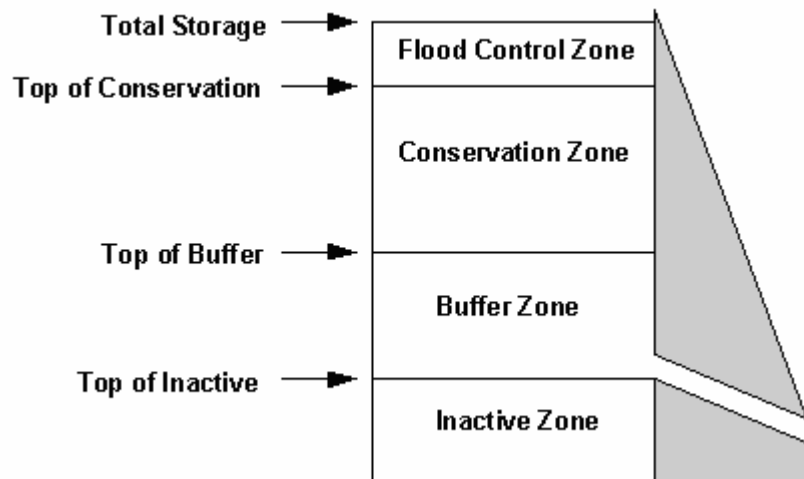 Total Storage
Flood Control Zone
Top of Conservation
Conservation Zone
Top of Buffer
Buffer Zone
Top of Inactive
Inactive Zone